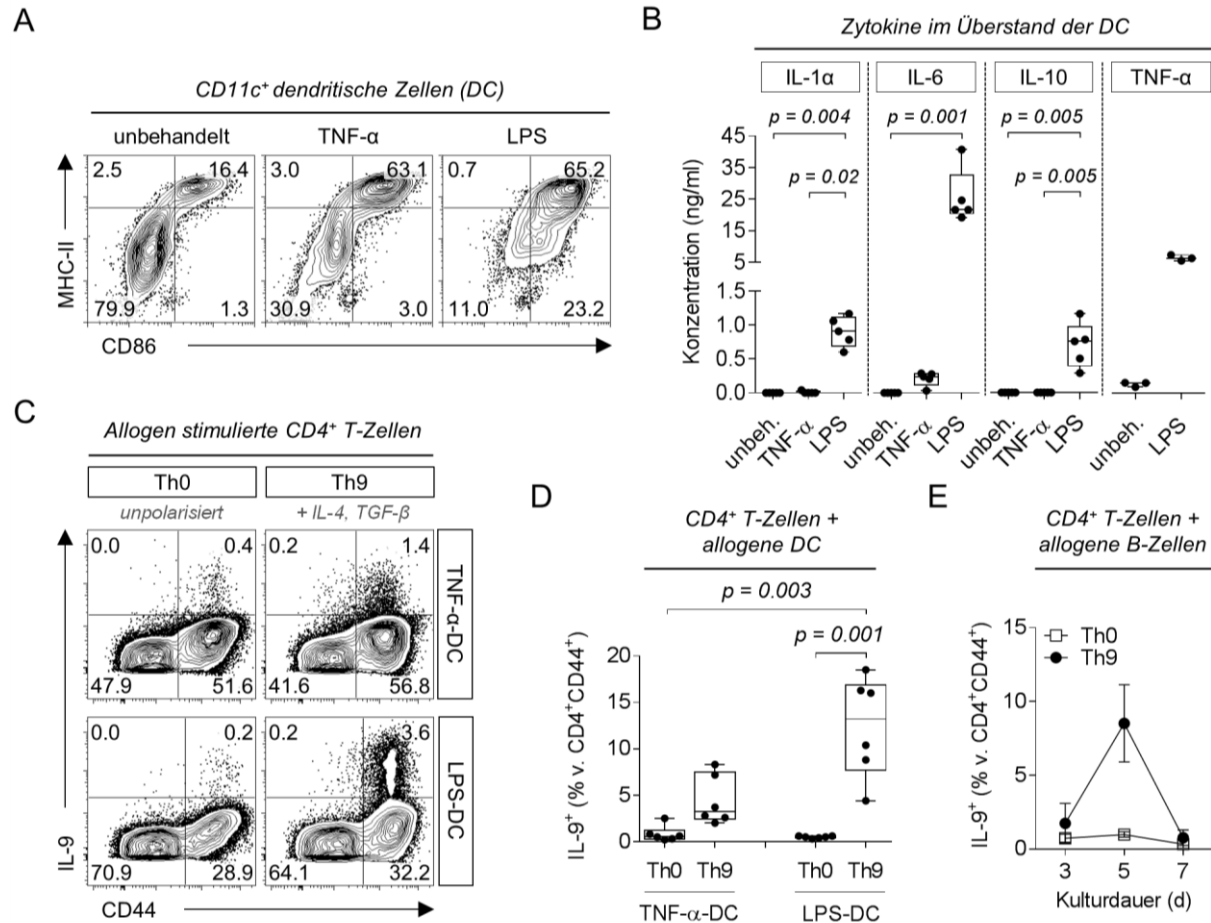 A
CD11c⁺ dendritische Zellen (DC)
unbehandelt TNF-α LPS
2.5 16.4 3.0 63.1 0.7 65.2
79.9 1.3 30.9 3.0 11.0 23.2
MHC-II
CD86
B
Zytokine im Überstand der DC
IL-1α IL-6 IL-10 TNF-α
p = 0.004 p = 0.001 p = 0.005
p = 0.02 p = 0.005
Konzentration (ng/ml)
45
35
25
15
5
1.0
0.5
0.0
unbeh. TNF-α LPS unbeh. TNF-α LPS unbeh. TNF-α LPS unbeh. LPS
C
Allogen stimulierte CD4⁺ T-Zellen
Th0 Th9
unpolarisiert + IL-4, TGF-β
0.0 0.4 0.2 1.4
47.9 51.6 41.6 56.8
TNF-α-DC
0.0 0.2 0.2 3.6
70.9 28.9 64.1 32.2
LPS-DC
IL-9
CD44
D
CD4⁺ T-Zellen +
allogene DC
p = 0.003
p = 0.001
IL-9⁺ (% v. CD4⁺CD44⁺)
20
15
10
5
0
Th0 Th9 Th0 Th9
TNF-α-DC LPS-DC
E
CD4⁺ T-Zellen +
allogene B-Zellen
Th0
Th9
IL-9⁺ (% v. CD4⁺CD44⁺)
15
10
5
0
3 5 7
Kulturdauer (d)